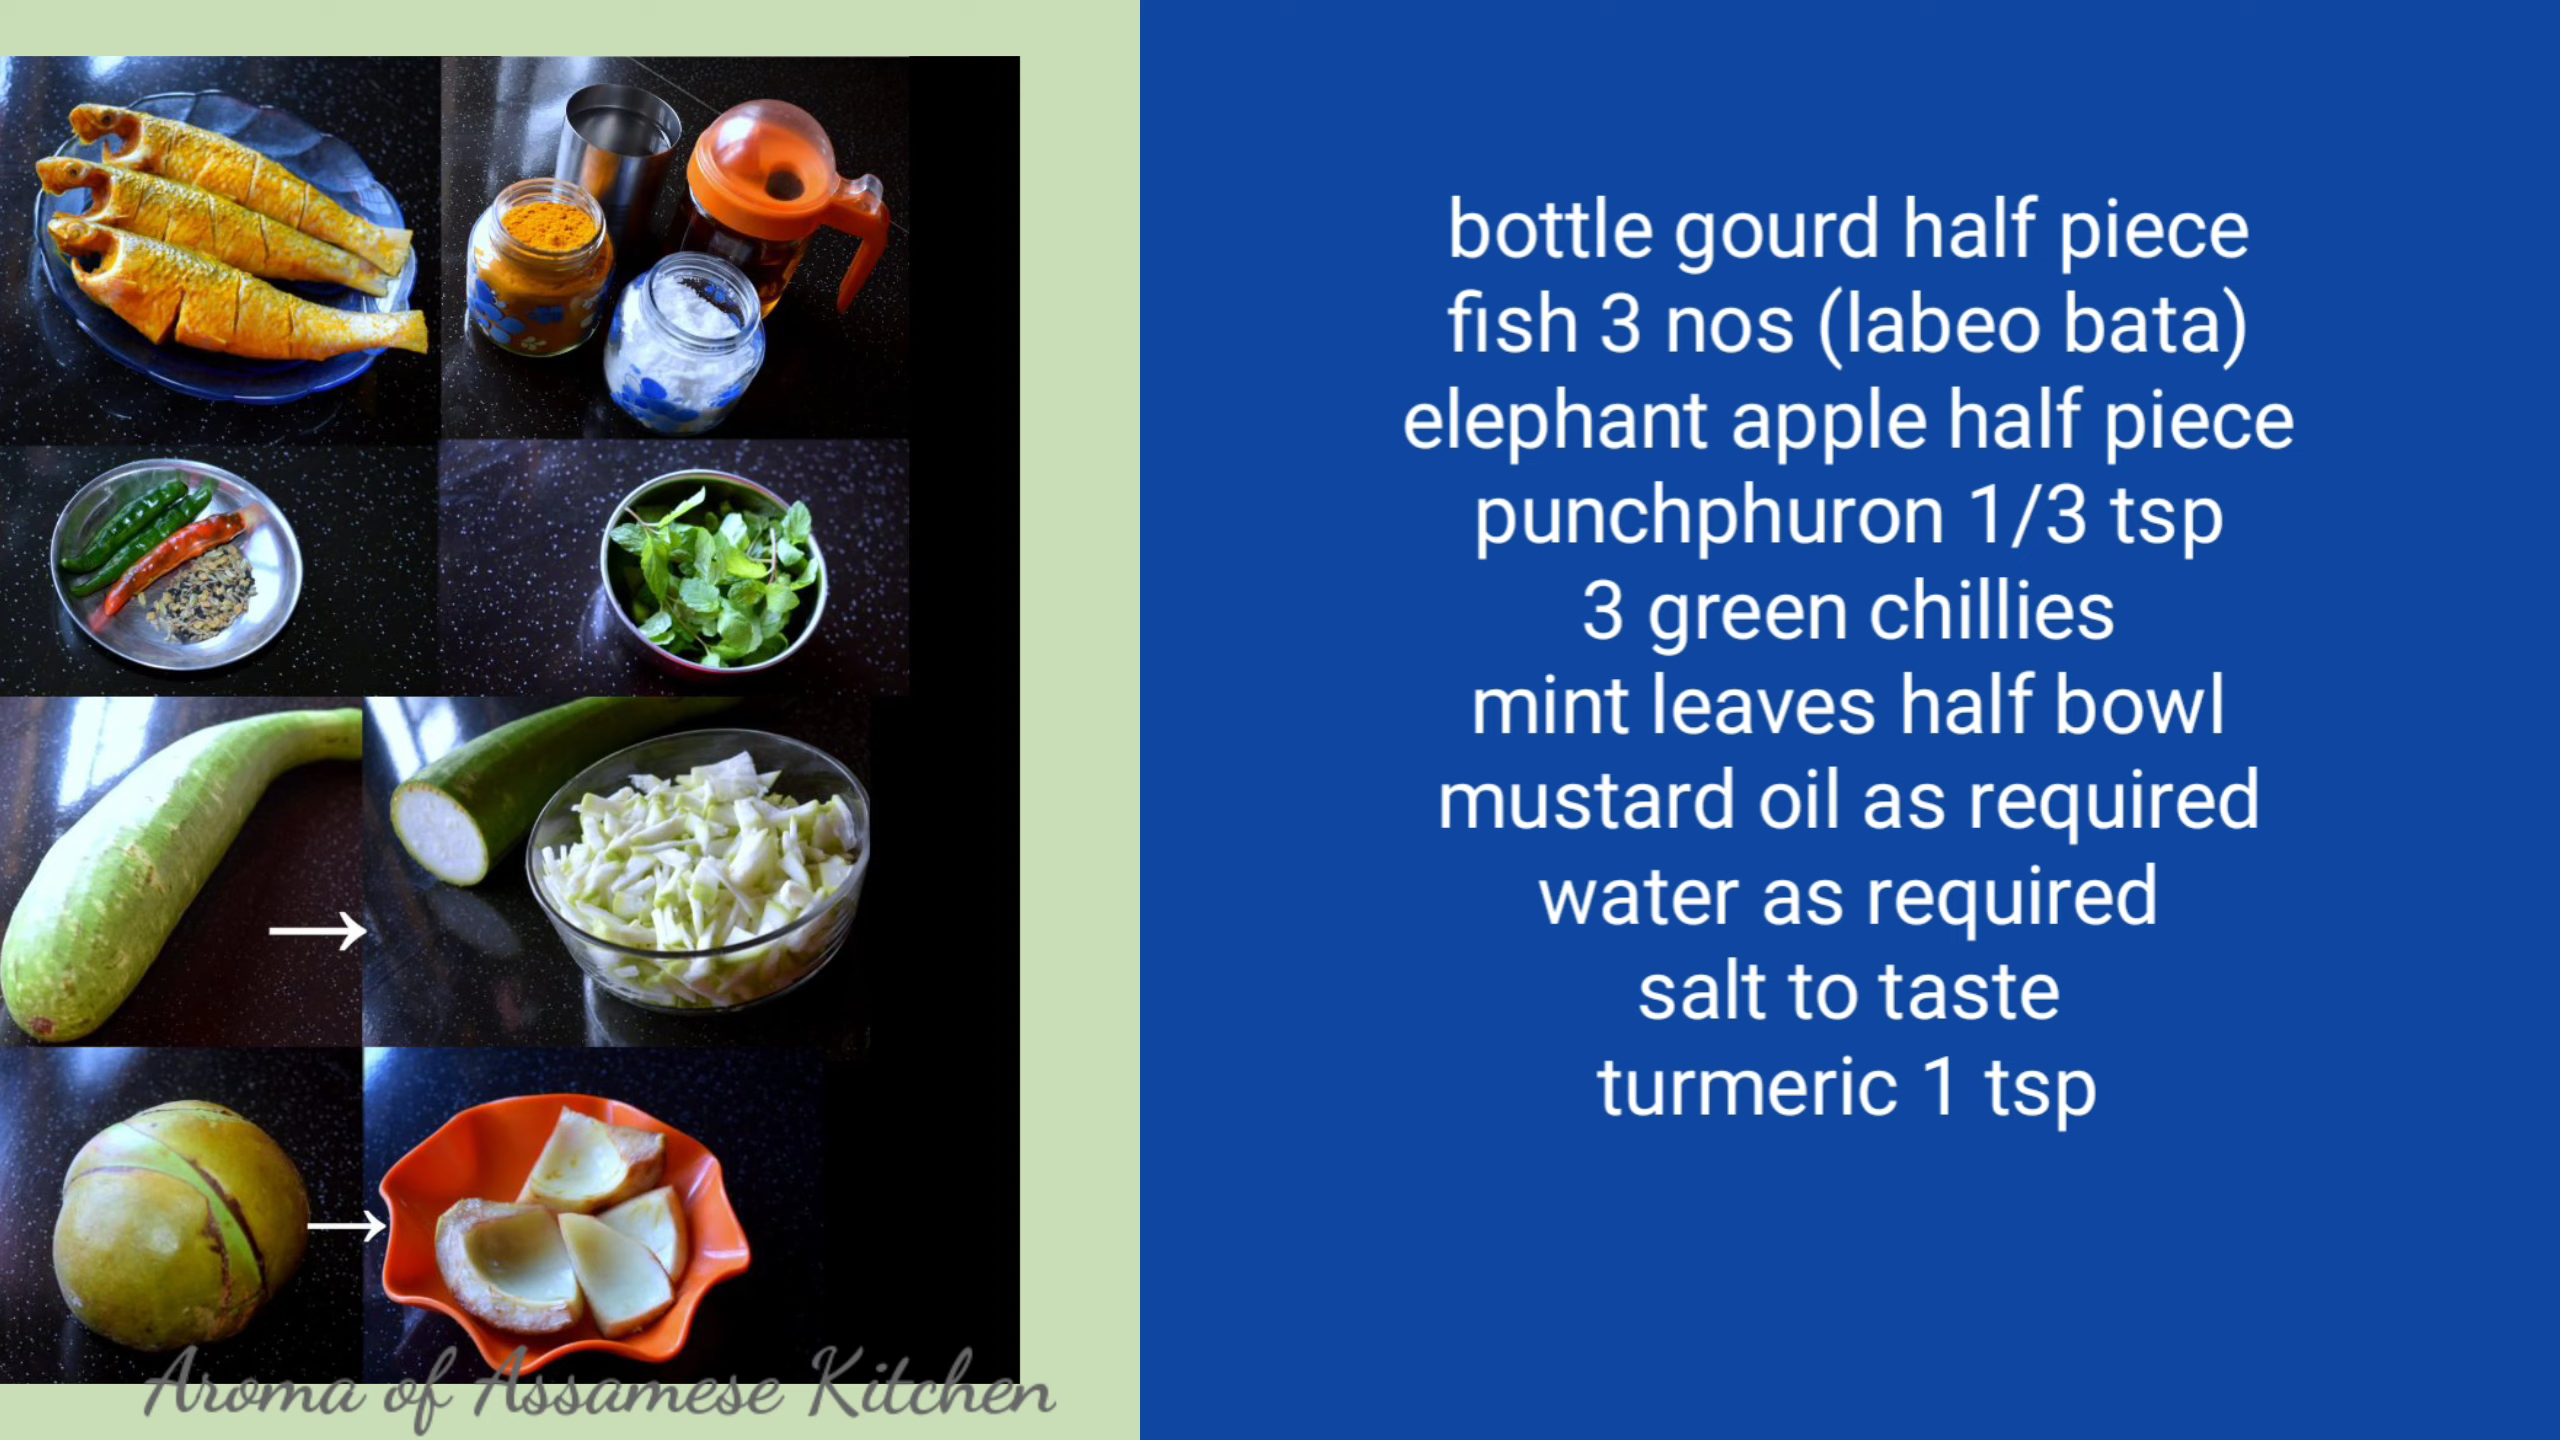 bottle gourd half piece
fish 3 nos (labeo bata)
elephant apple half piece
punchphuron 1/3 tsp
3 green chillies
mint leaves half bowl
mustard oil as required
water as required
salt to taste
turmeric 1 tsp
Aroma of Assamese Kitchen